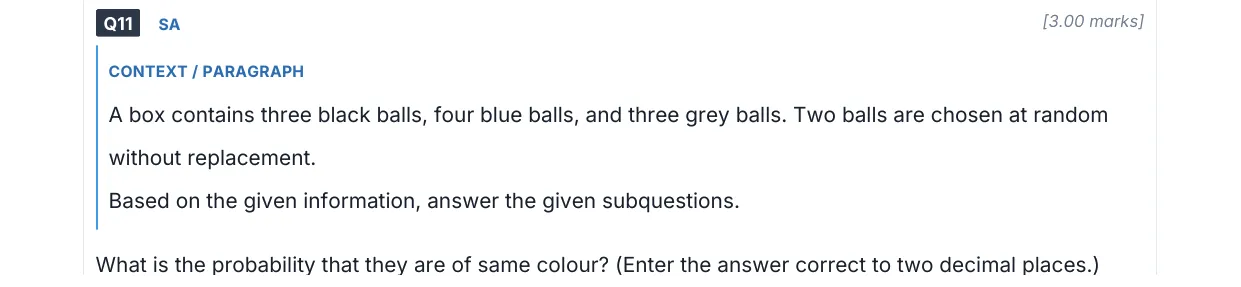 Q11 SA [3.00 marks]
CONTEXT / PARAGRAPH
A box contains three black balls, four blue balls, and three grey balls. Two balls are chosen at random
without replacement.
Based on the given information, answer the given subquestions.
What is the probability that they are of same colour? (Enter the answer correct to two decimal places.)